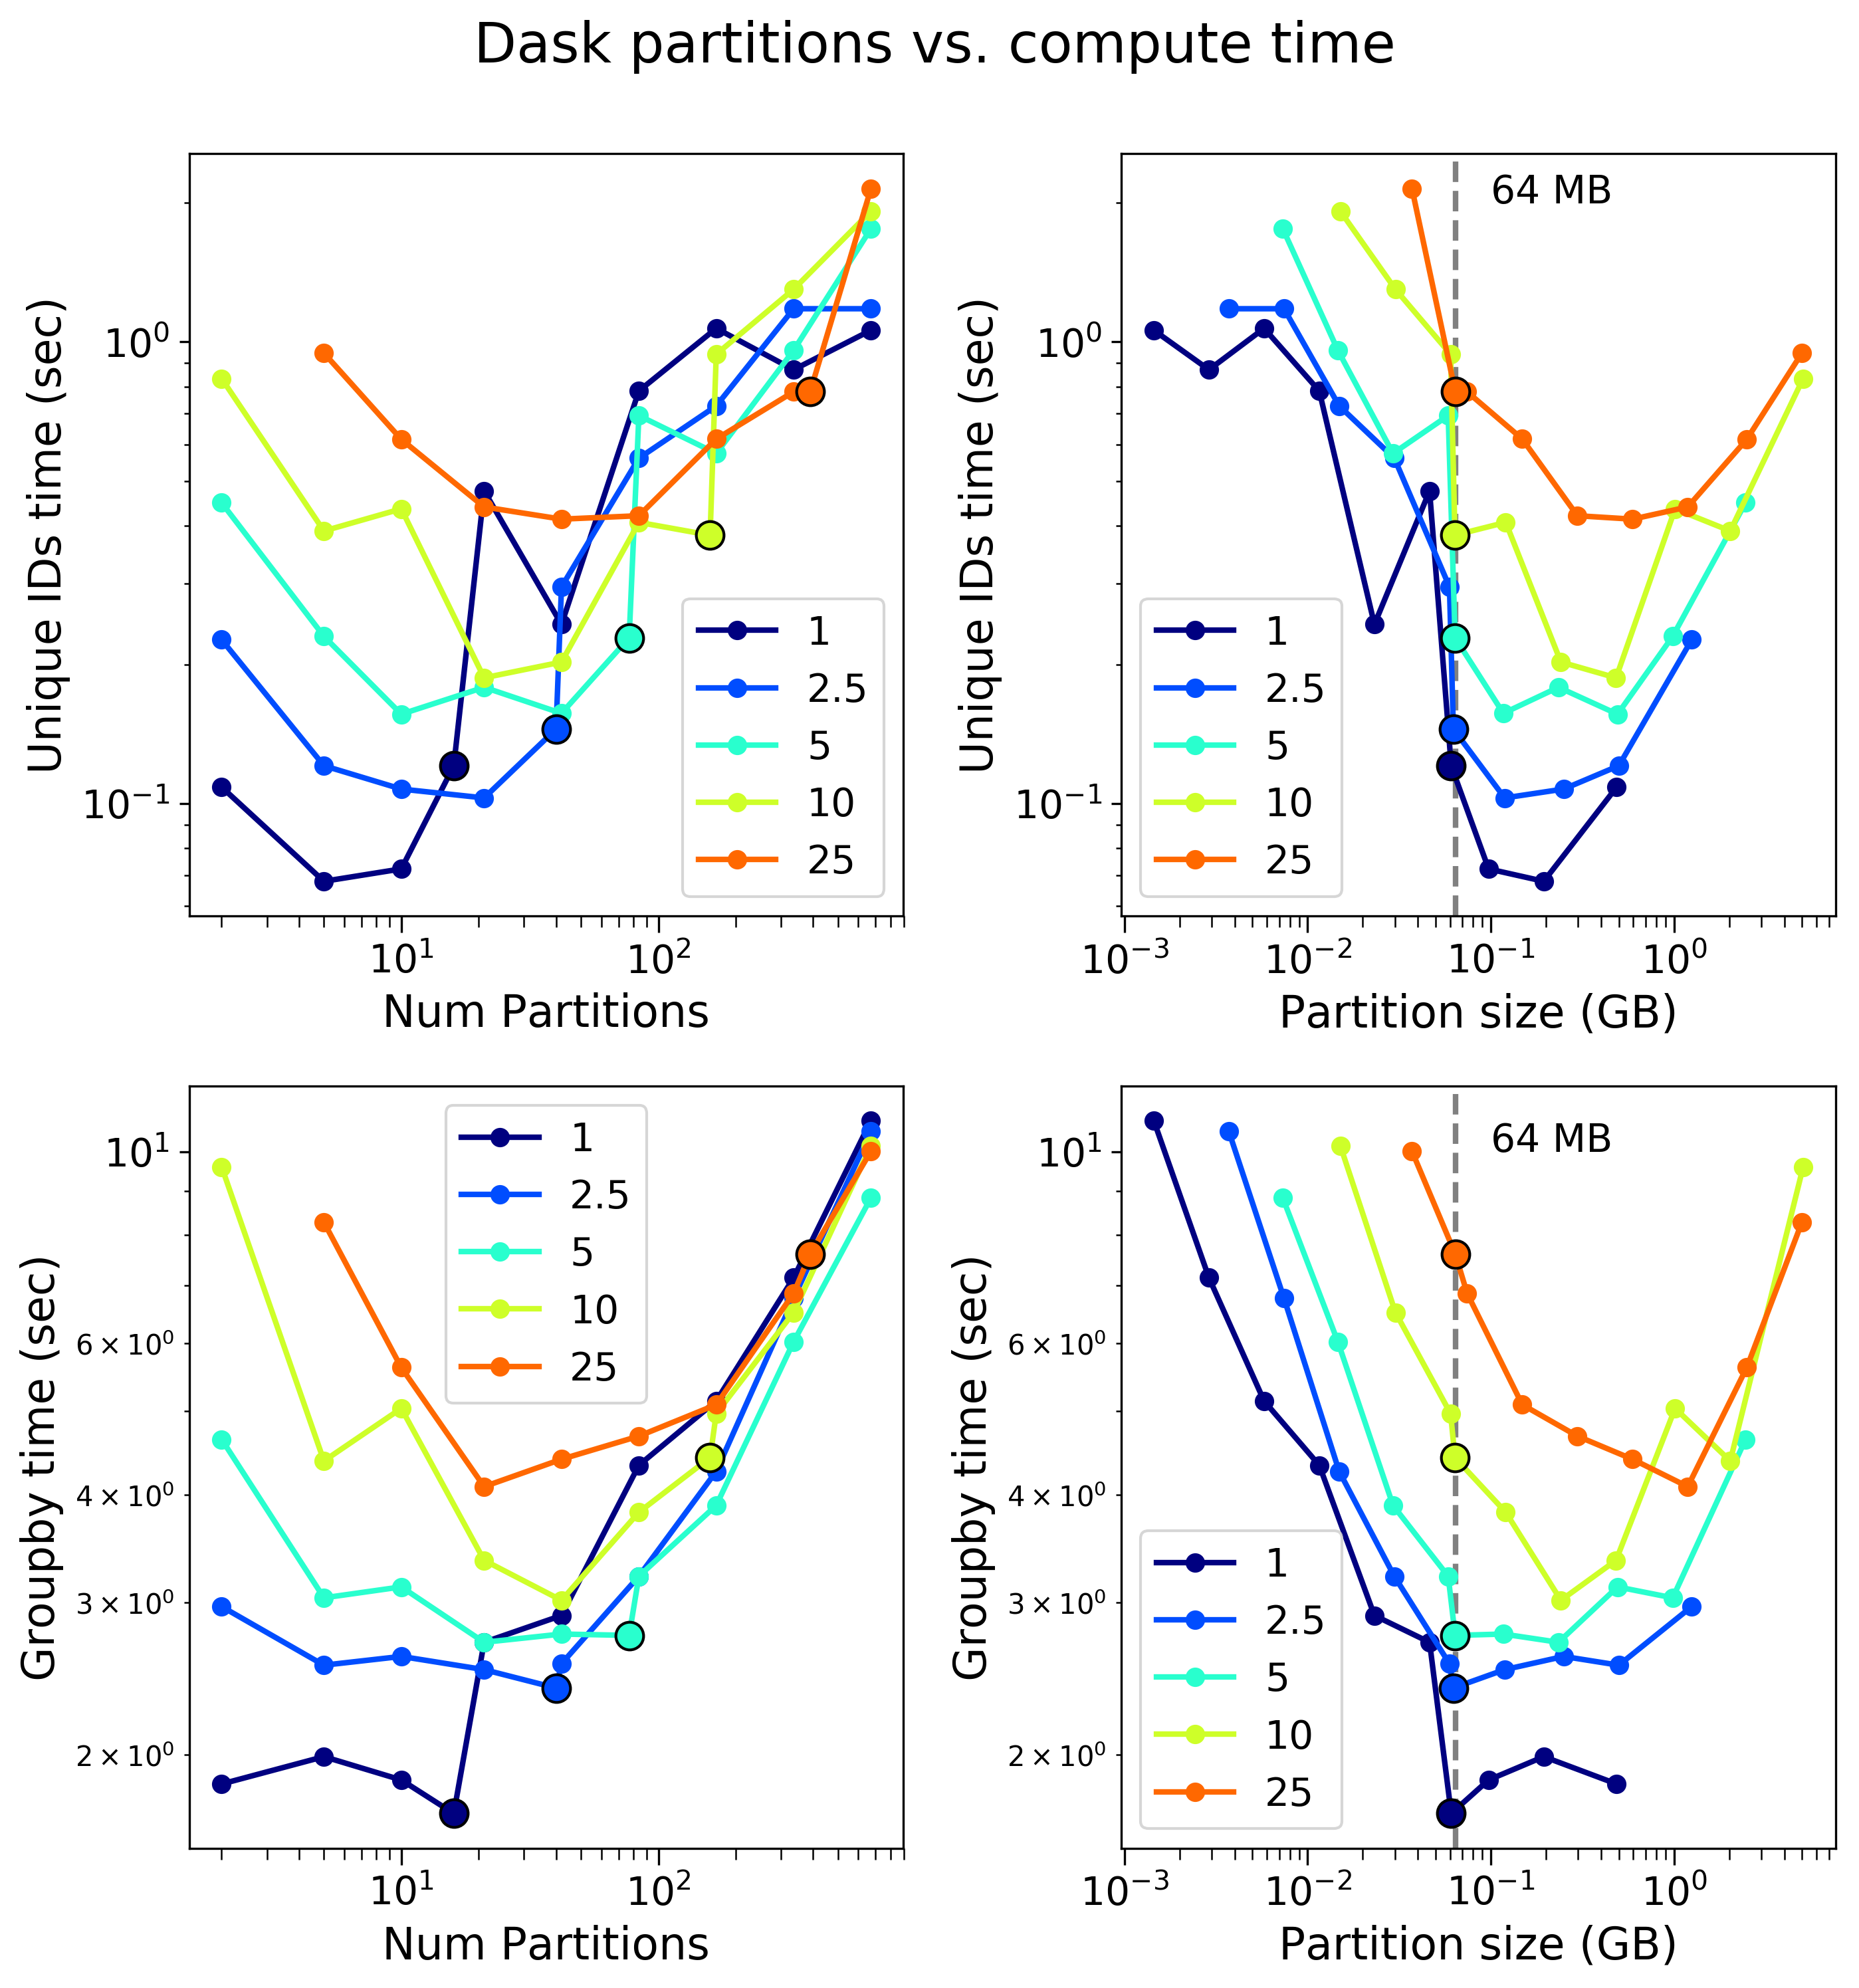 Dask partitions vs. compute time
Unique IDs time (sec)
10⁰
10⁻¹
1
2.5
5
10
25
10¹
10²
Num Partitions
Unique IDs time (sec)
10⁰
10⁻¹
64 MB
1
2.5
5
10
25
10⁻³
10⁻²
10⁻¹
10⁰
Partition size (GB)
Groupby time (sec)
10¹
6 × 10⁰
4 × 10⁰
3 × 10⁰
2 × 10⁰
1
2.5
5
10
25
10¹
10²
Num Partitions
Groupby time (sec)
10¹
6 × 10⁰
4 × 10⁰
3 × 10⁰
2 × 10⁰
64 MB
1
2.5
5
10
25
10⁻³
10⁻²
10⁻¹
10⁰
Partition size (GB)